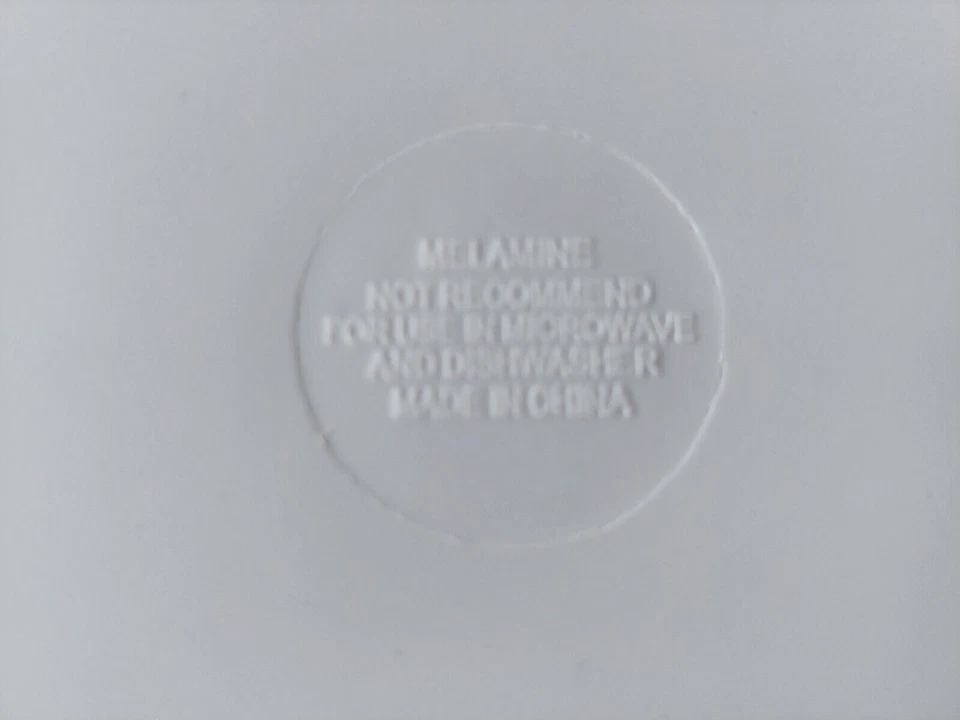 MELAMINE
NOT RECOMMEND
FOR USE IN MICROWAVE
AND DISHWASHER
MADE IN CHINA